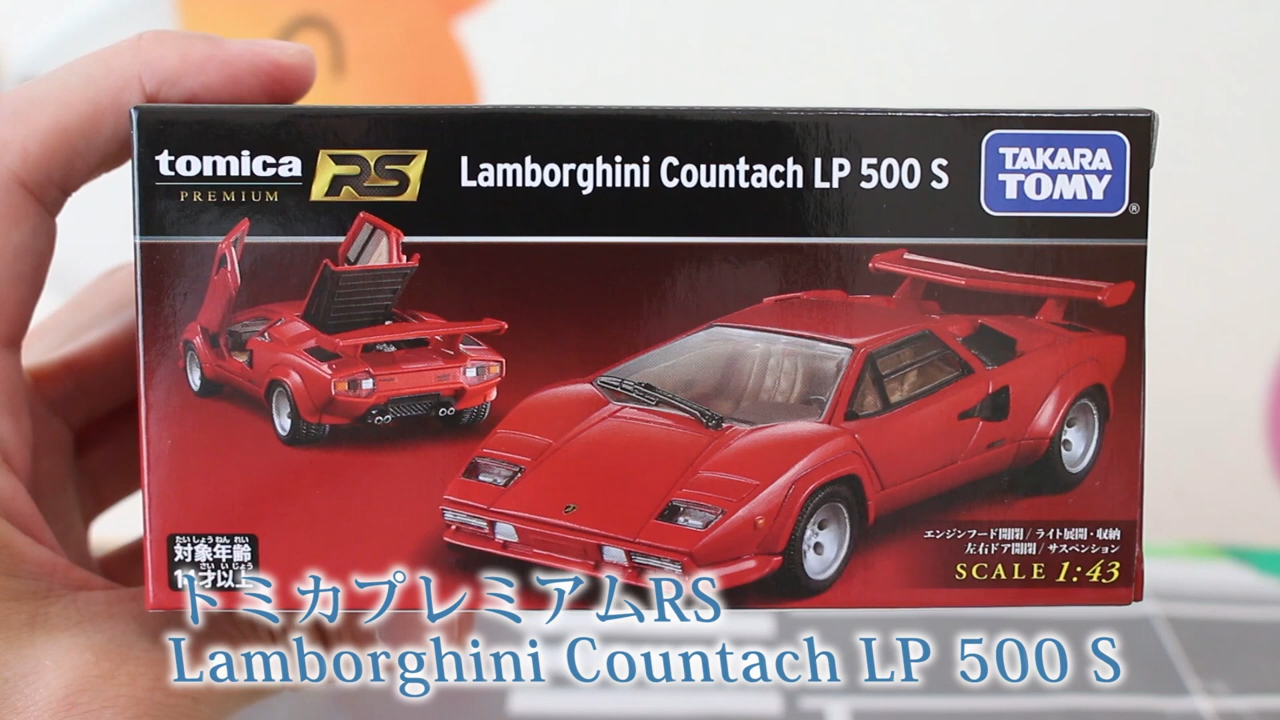 tomica
PREMIUM
RS
Lamborghini Countach LP 500 S
TAKARA
TOMY
®
たいしょうねんれい
対象年齢
さいいじょう
才以上
エンジンフード開閉/ライト展開・収納
左右ドア開閉/サスペンション
SCALE 1:43
トミカプレミアムRS
Lamborghini Countach LP 500 S